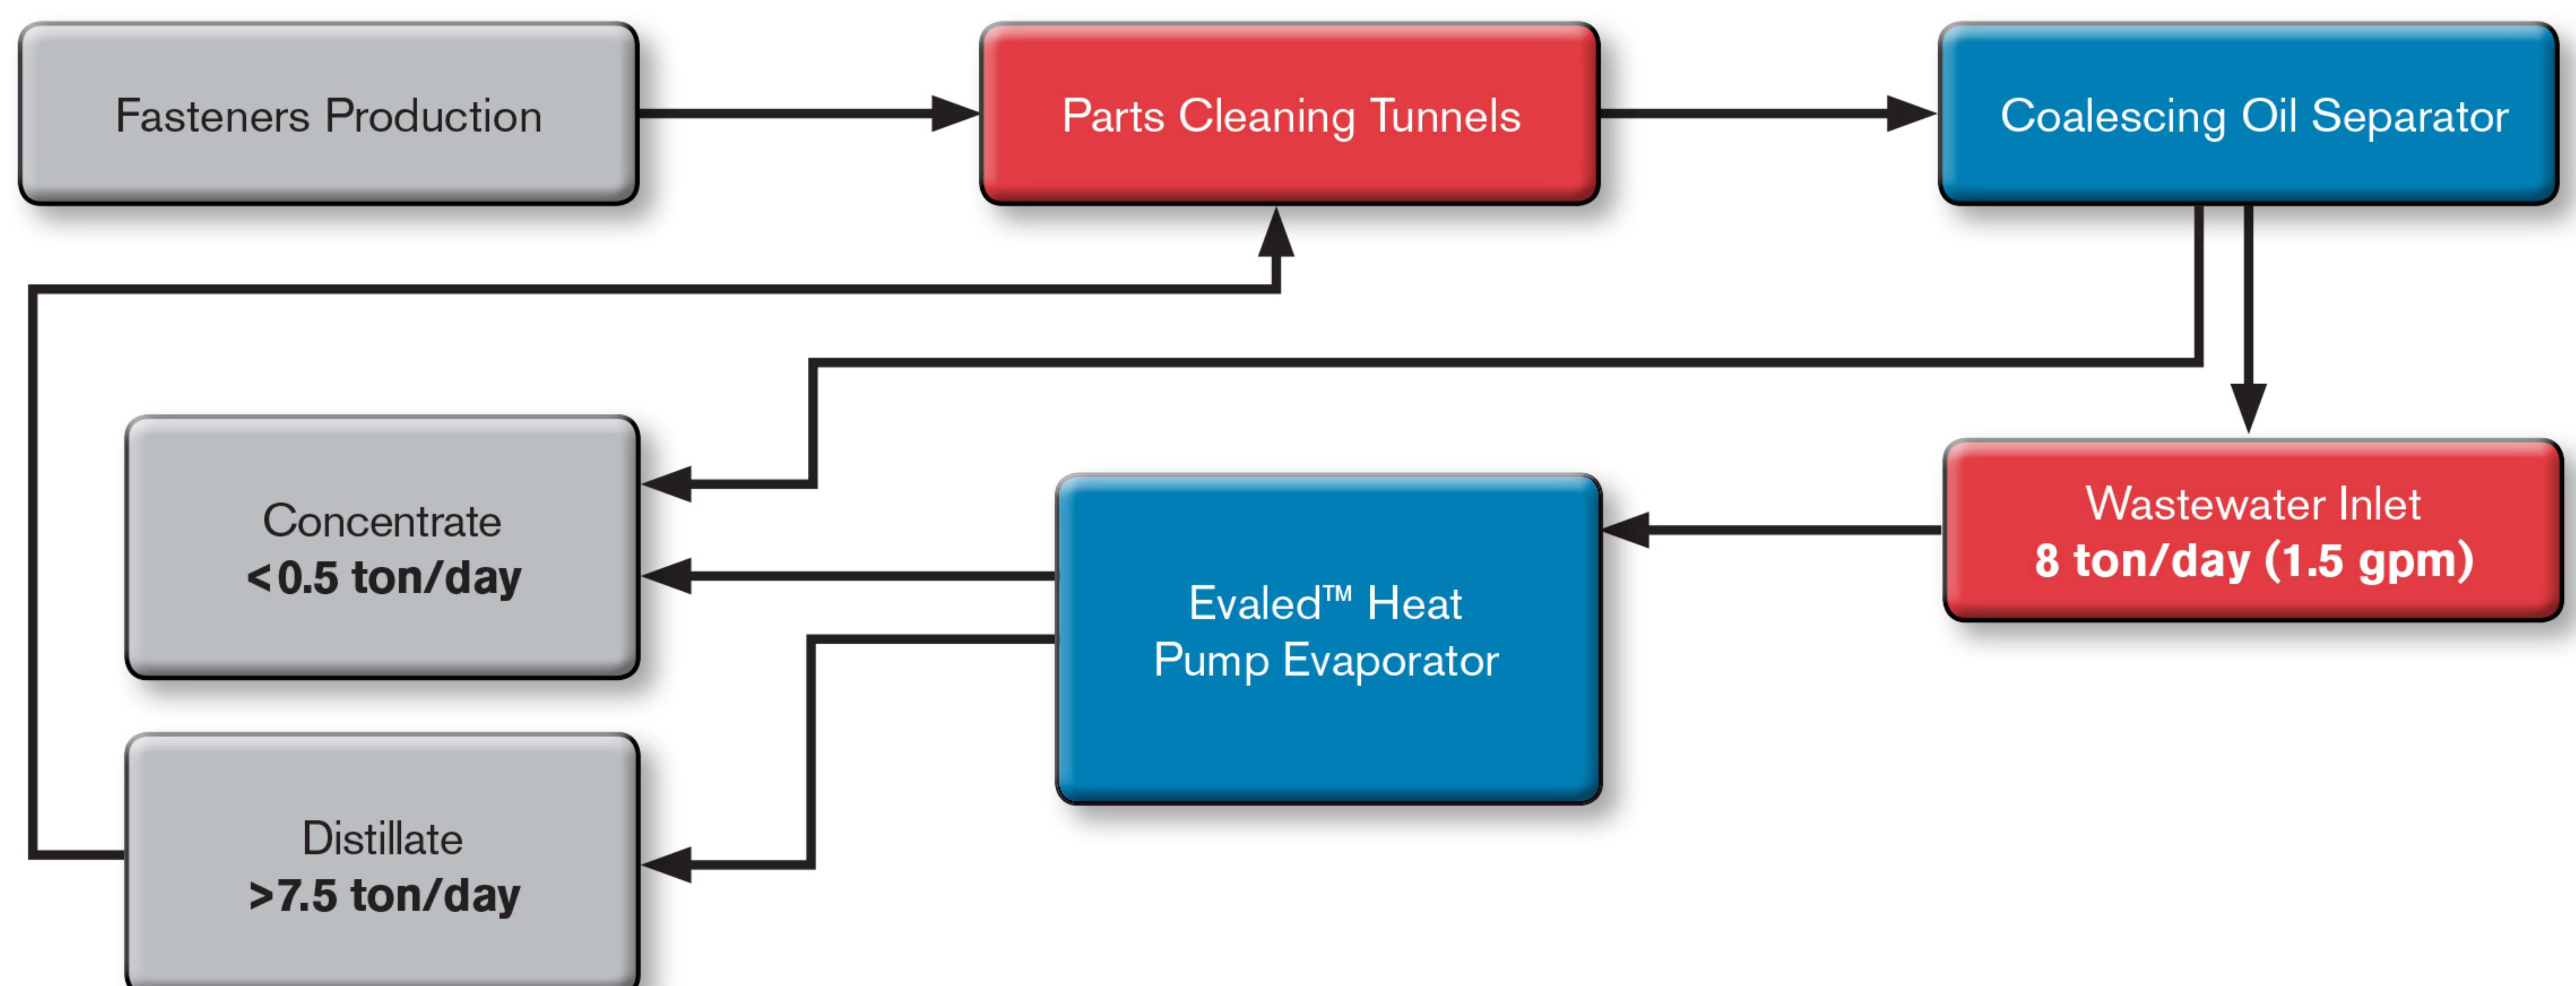 Fasteners Production
Parts Cleaning Tunnels
Coalescing Oil Separator
Concentrate
<0.5 ton/day
Evaled™ Heat
Pump Evaporator
Wastewater Inlet
8 ton/day (1.5 gpm)
Distillate
>7.5 ton/day